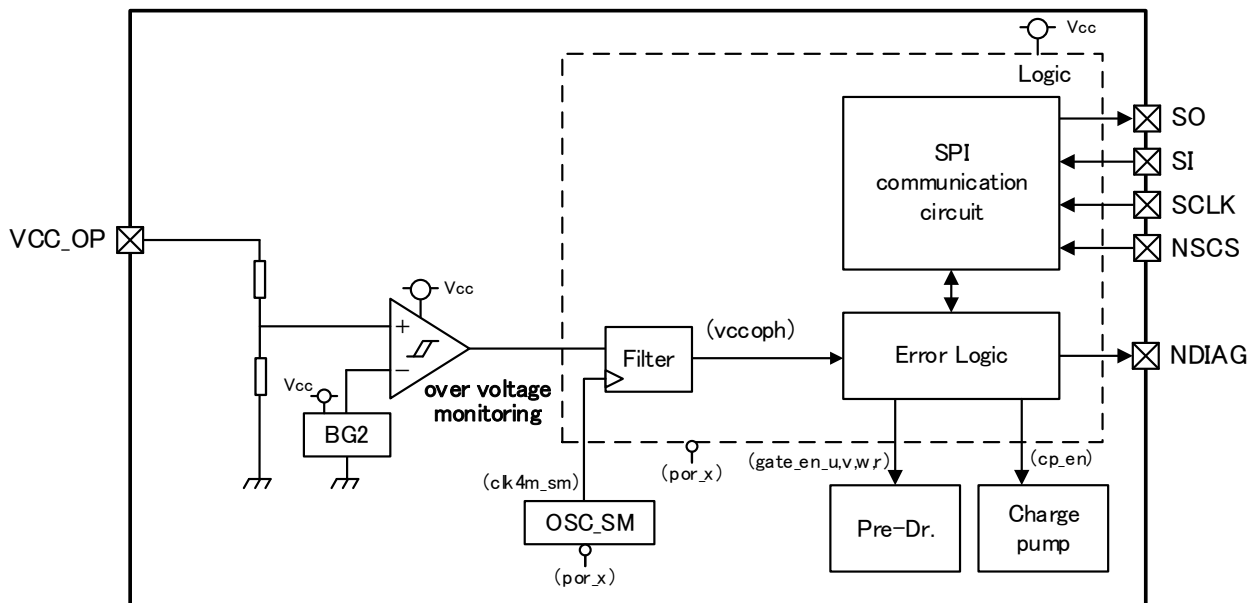 Vcc
Logic
SO
SPI
communication
circuit
SI
SCLK
NSCS
VCC_OP
Vcc
+
−
Filter
(vccoph)
Error Logic
NDIAG
over voltage
monitoring
Vcc
BG2
(clk4m_sm)
OSC_SM
(por_x)
(por_x)
(gate_en_u,v,w,r)
(cp_en)
Pre-Dr.
Charge
pump